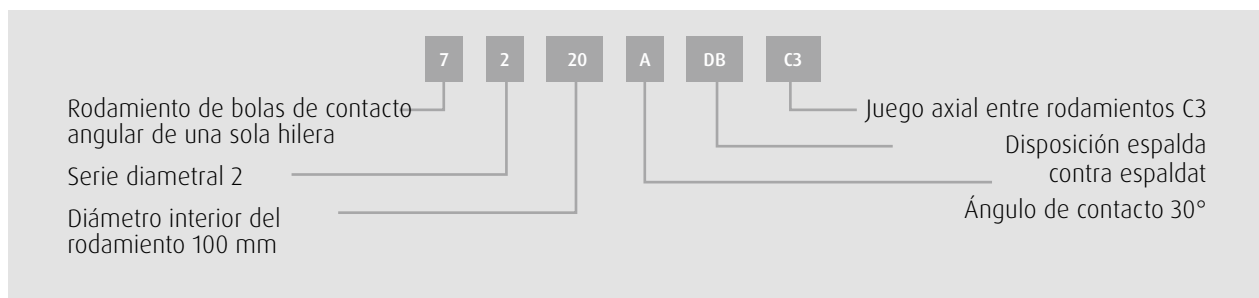 7 2 20 A DB C3
Rodamiento de bolas de contacto
angular de una sola hilera
Serie diametral 2
Diámetro interior del
rodamiento 100 mm
Juego axial entre rodamientos C3
Disposición espalda
contra espaldat
Ángulo de contacto 30°